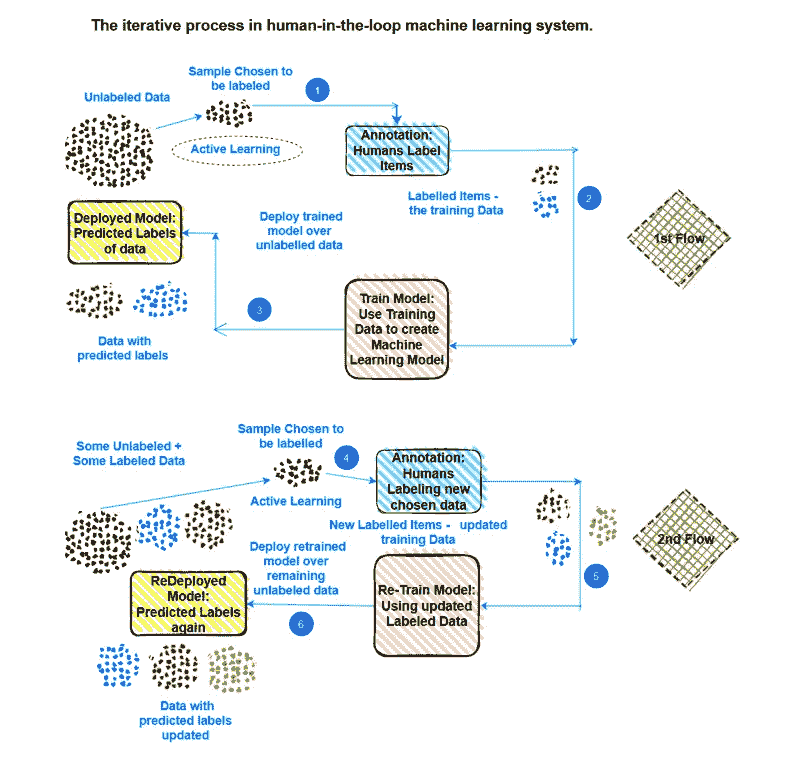 The iterative process in human-in-the-loop machine learning system.
Sample Chosen to
be labeled
1
Unlabeled Data
Active Learning
Annotation:
Humans Label
Items
Labelled Items -
the training Data
2
1st Flow
Deployed Model:
Predicted Labels
of data
Deploy trained
model over
unlabelled data
3
Train Model:
Use Training
Data to create
Machine
Learning Model
Data with
predicted labels
Some Unlabeled +
Some Labeled Data
Sample Chosen to
be labelled
4
Active Learning
Annotation:
Humans
Labeling new
chosen data
New Labelled Items - updated
training Data
2nd Flow
5
Deploy retrained
model over
remaining
unlabeled data
ReDeployed
Model:
Predicted Labels
again
6
Re-Train Model:
Using updated
Labeled Data
Data with
predicted labels
updated